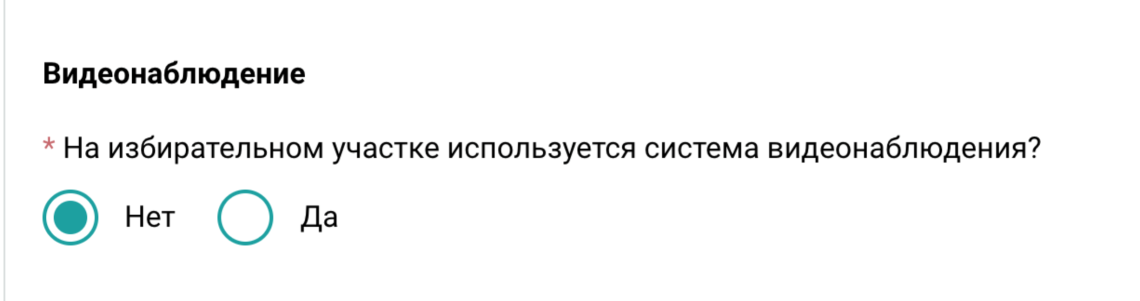 Видеонаблюдение
* На избирательном участке используется система видеонаблюдения?
Нет Да